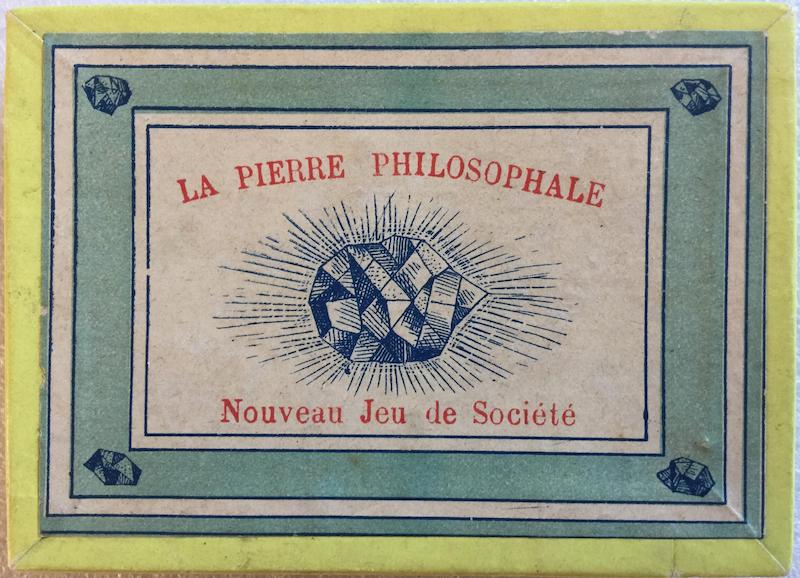 LA PIERRE PHILOSOPHALE
Nouveau Jeu de Société